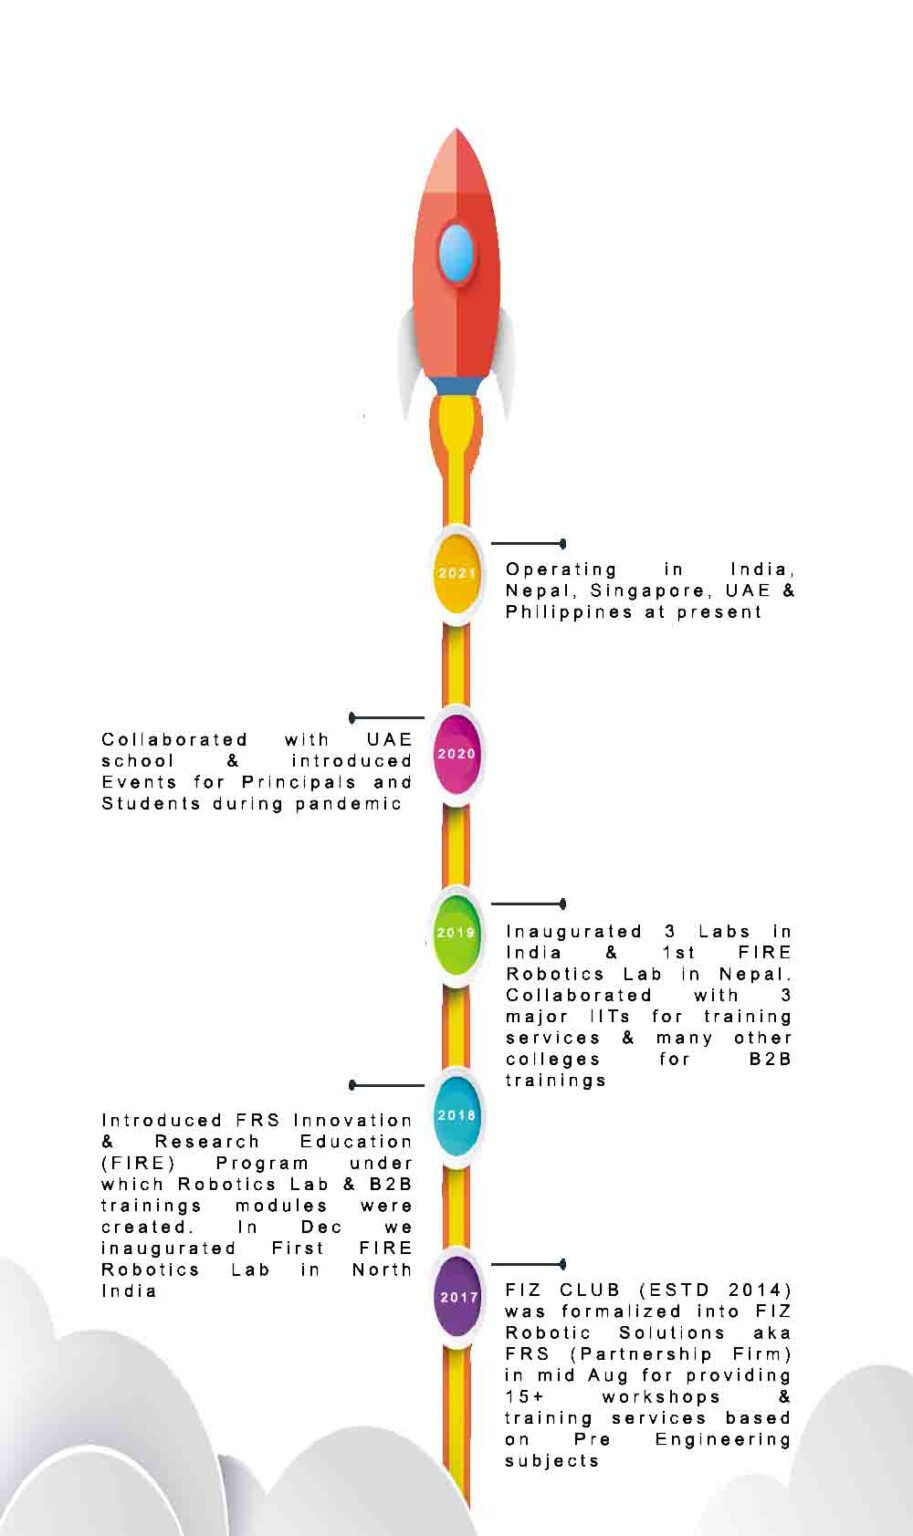 2021
Operating in India,
Nepal, Singapore, UAE &
Philippines at present
2020
Collaborated with UAE
school & introduced
Events for Principals and
Students during pandemic
2019
Inaugurated 3 Labs in
India & 1st FIRE
Robotics Lab in Nepal.
Collaborated with 3
major IITs for training
services & many other
colleges for B2B
trainings
2018
Introduced FRS Innovation
& Research Education
(FIRE) Program under
which Robotics Lab & B2B
trainings modules were
created. In Dec we
inaugurated First FIRE
Robotics Lab in North
India
2017
FIZ CLUB (ESTD 2014)
was formalized into FIZ
Robotic Solutions aka
FRS (Partnership Firm)
in mid Aug for providing
15+ workshops &
training services based
on Pre Engineering
subjects